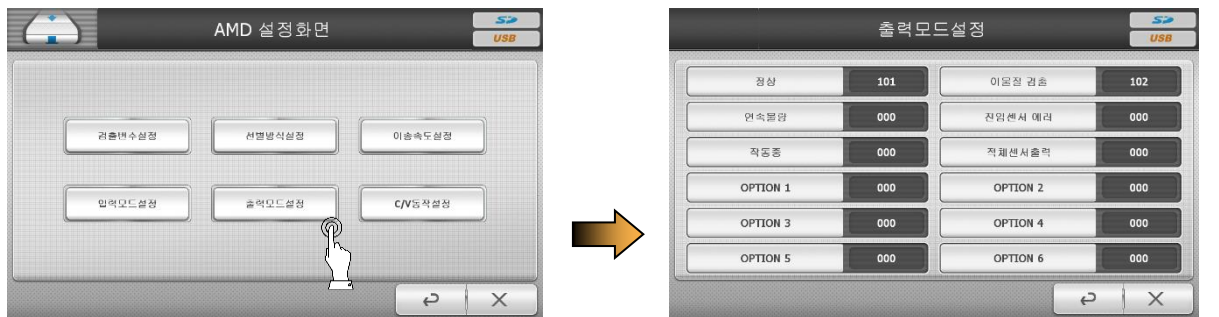 AMD 설정화면
SD
USB
검출변수설정
선별방식설정
이송속도설정
입력모드설정
출력모드설정
C/V동작설정
출력모드설정
SD
USB
정상 101 이물질 검출 102
연속불량 000 진입센서 에러 000
작동중 000 적체센서출력 000
OPTION 1 000 OPTION 2 000
OPTION 3 000 OPTION 4 000
OPTION 5 000 OPTION 6 000